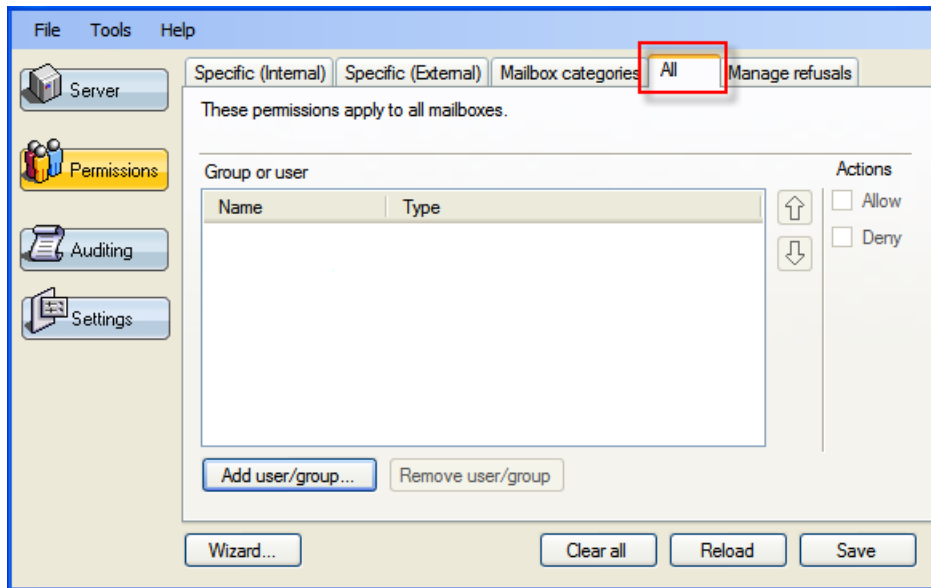 File Tools Help
Server
Permissions
Auditing
Settings
Specific (Internal) Specific (External) Mailbox categories All Manage refusals
These permissions apply to all mailboxes.
Group or user
Name Type
Actions
Allow
Deny
Add user/group... Remove user/group
Wizard... Clear all Reload Save